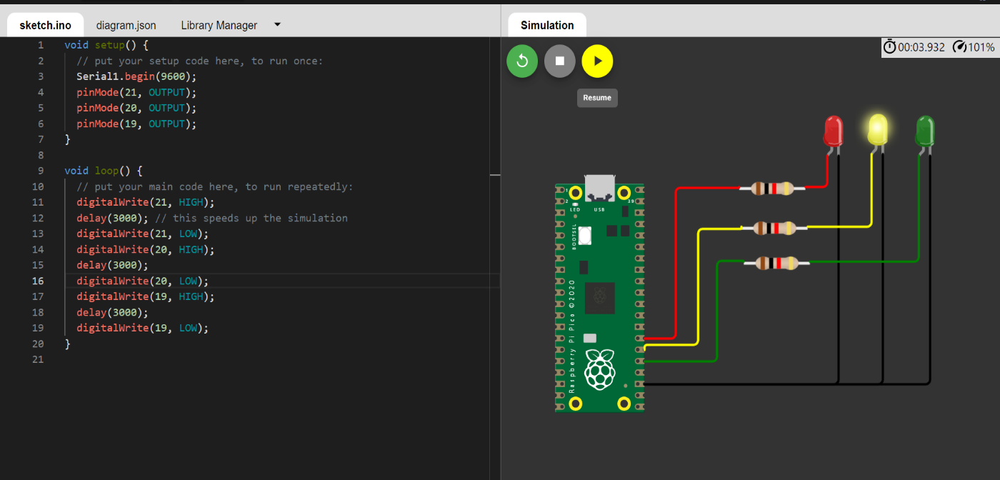 sketch.ino diagram.json Library Manager
1 void setup() {
2 // put your setup code here, to run once:
3 Serial1.begin(9600);
4 pinMode(21, OUTPUT);
5 pinMode(20, OUTPUT);
6 pinMode(19, OUTPUT);
7 }
8
9 void loop() {
10 // put your main code here, to run repeatedly:
11 digitalWrite(21, HIGH);
12 delay(3000); // this speeds up the simulation
13 digitalWrite(21, LOW);
14 digitalWrite(20, HIGH);
15 delay(3000);
16 digitalWrite(20, LOW);
17 digitalWrite(19, HIGH);
18 delay(3000);
19 digitalWrite(19, LOW);
20 }
21
Simulation
00:03.932 101%
Resume
1
2
39
LED USB
BOOTSEL
Raspberry Pi Pico ©2020